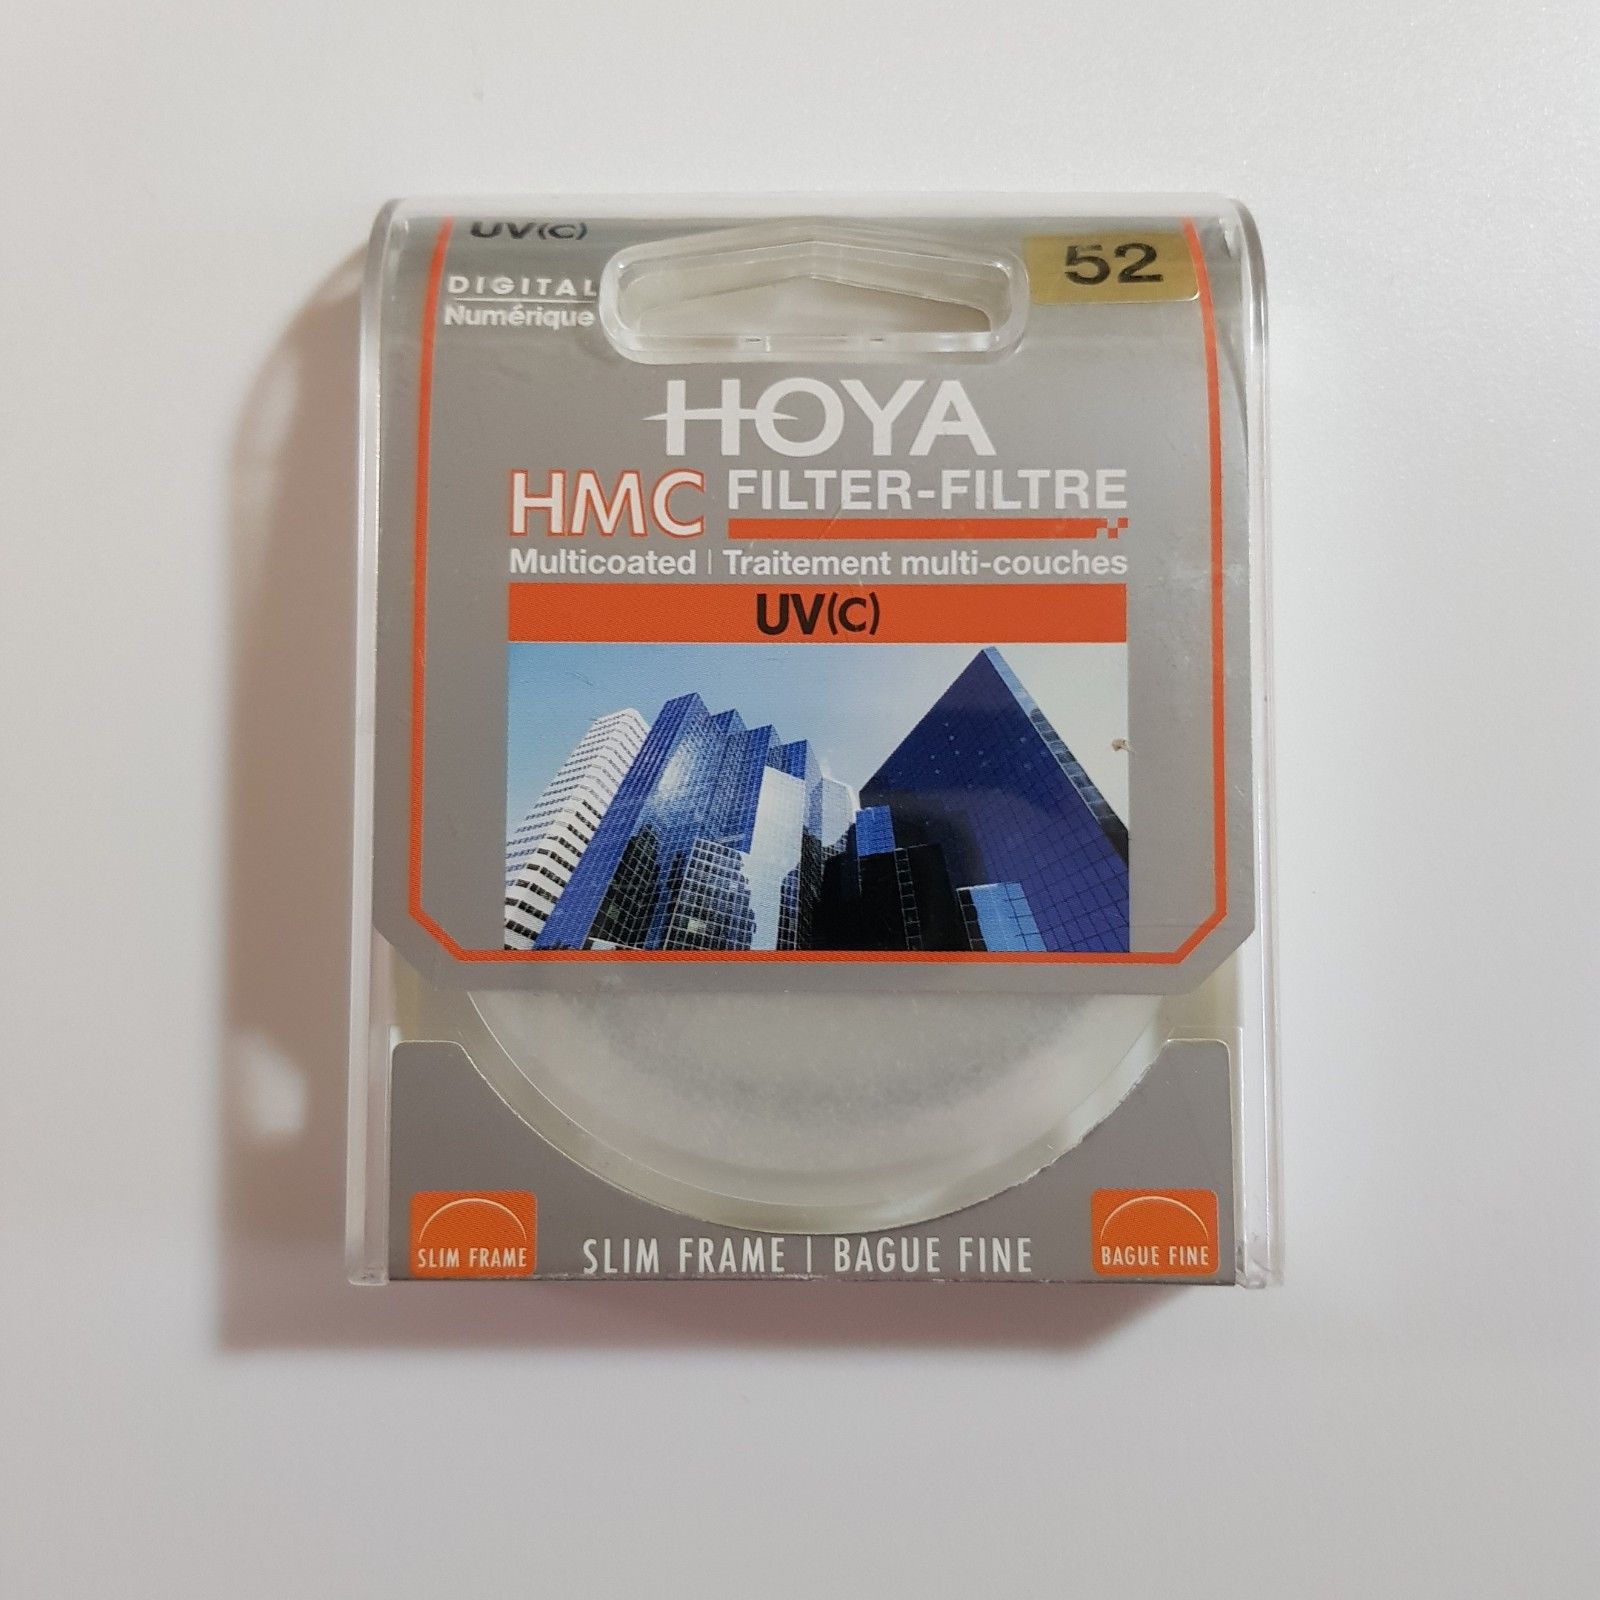 UV(C)
52
DIGITAL
Numérique
HOYA
HMC FILTER-FILTRE
Multicoated | Traitement multi-couches
UV(C)
SLIM FRAME
SLIM FRAME | BAGUE FINE
BAGUE FINE